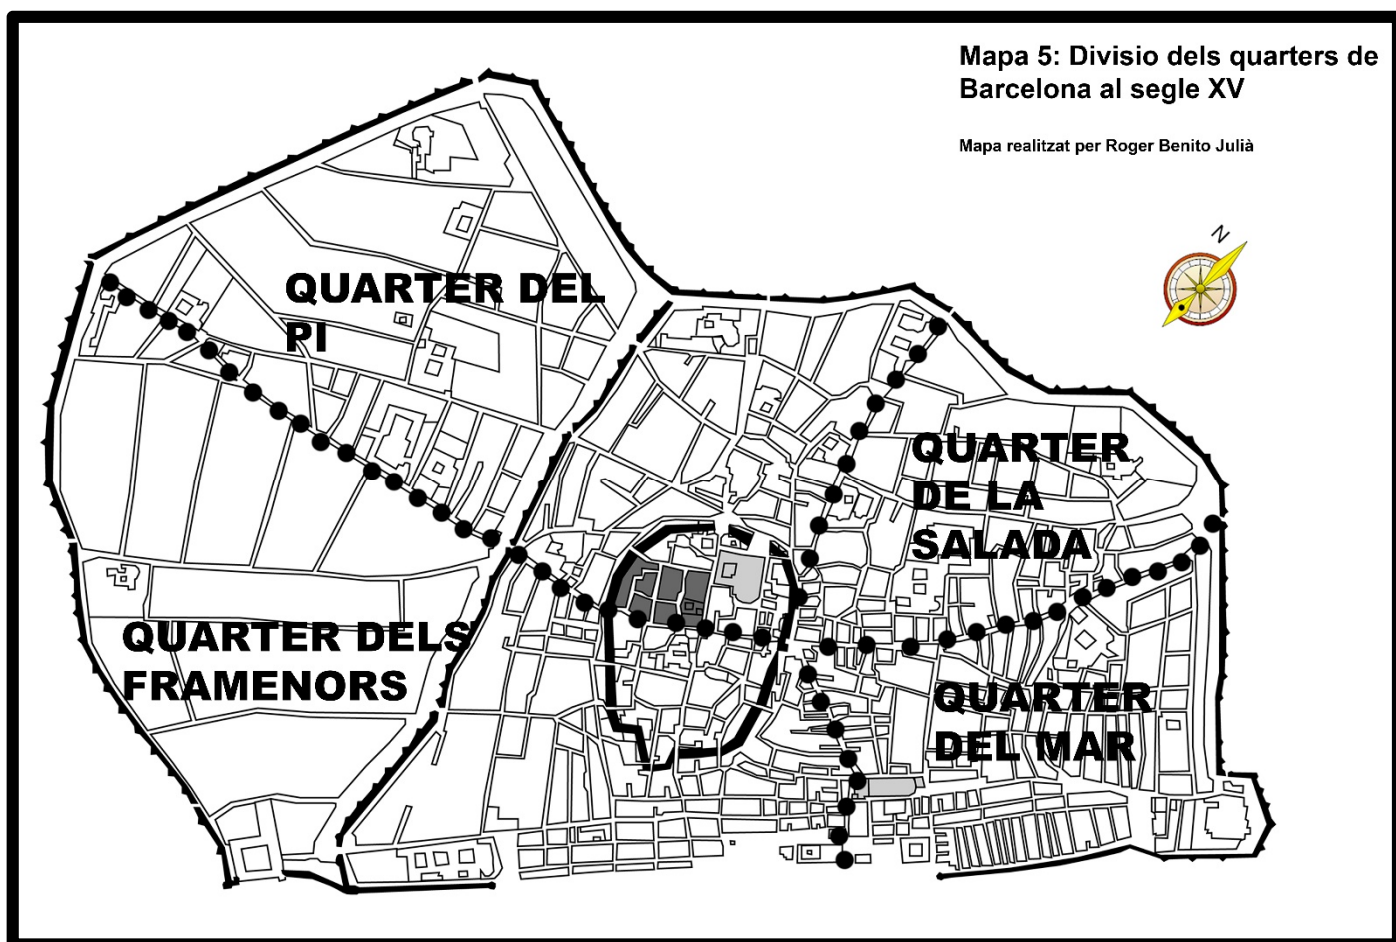 Mapa 5: Divisio dels quarters de
Barcelona al segle XV
Mapa realitzat per Roger Benito Julià
N
QUARTER DEL
PI
QUARTER
DE LA
SALADA
QUARTER DELS
FRAMENORS
QUARTER
DEL MAR